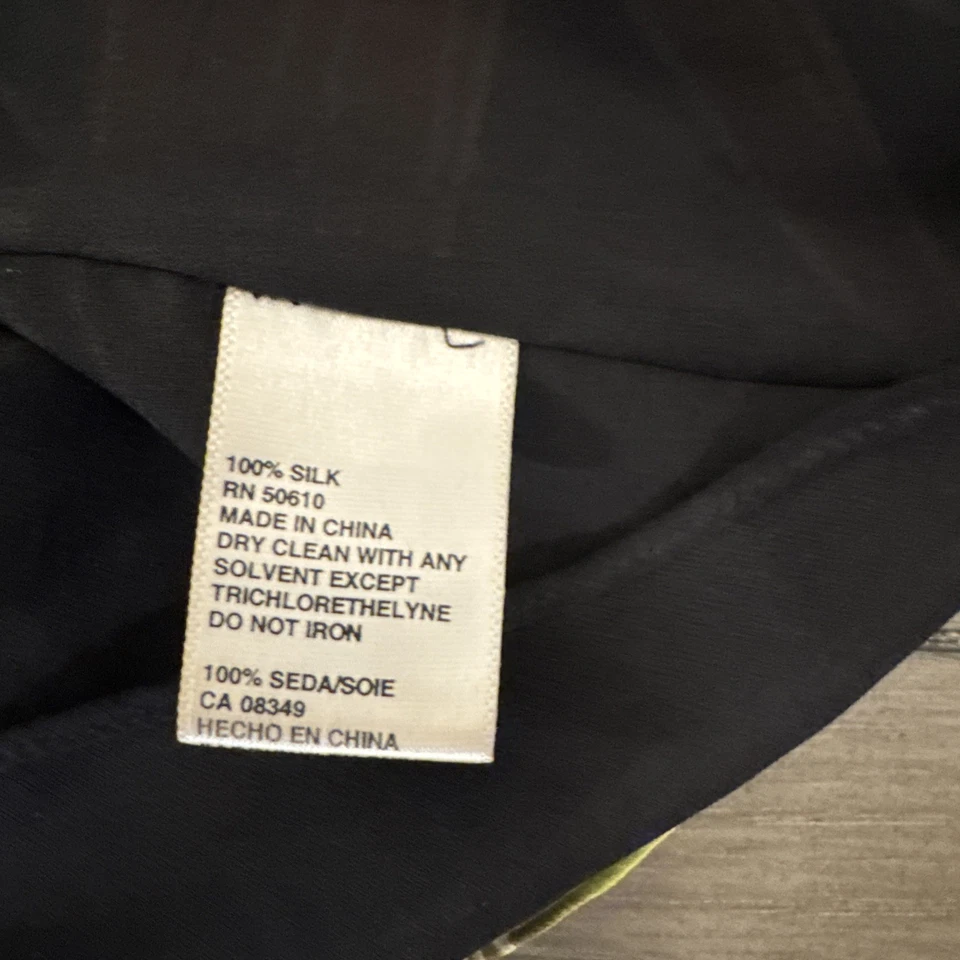 100% SILK
RN 50610
MADE IN CHINA
DRY CLEAN WITH ANY
SOLVENT EXCEPT
TRICHLORETHELYNE
DO NOT IRON
100% SEDA/SOIE
CA 08349
HECHO EN CHINA